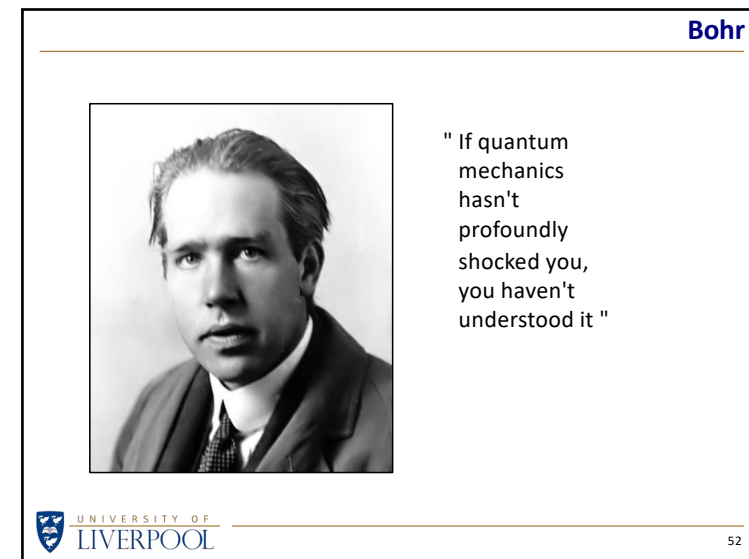 Bohr
" If quantum
mechanics
hasn't
profoundly
shocked you,
you haven't
understood it "
UNIVERSITY OF
LIVERPOOL
52